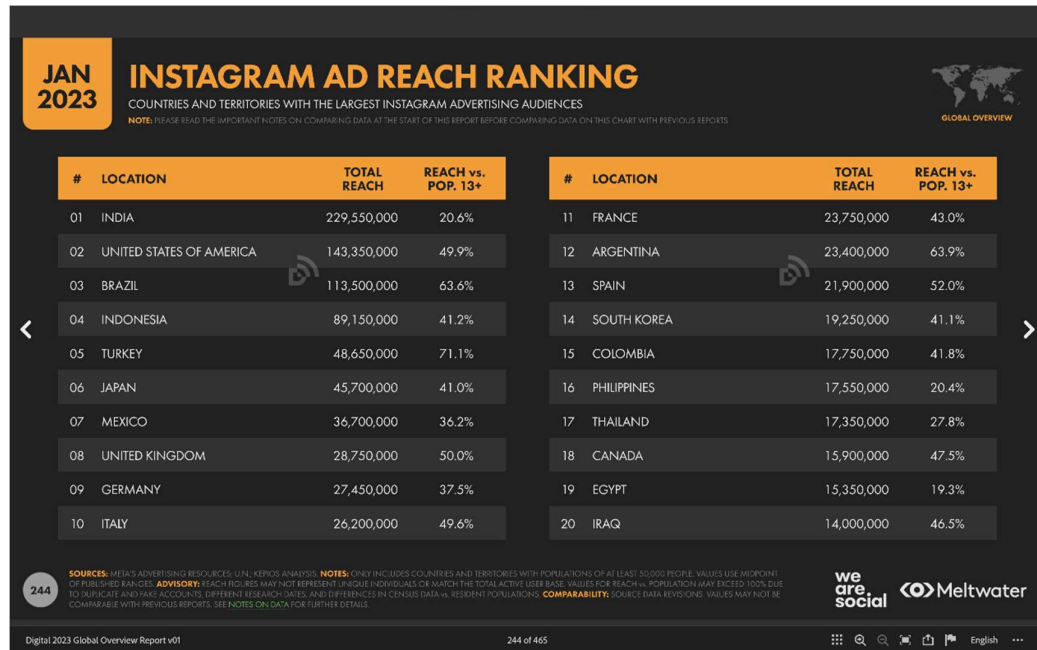 JAN
2023
INSTAGRAM AD REACH RANKING
COUNTRIES AND TERRITORIES WITH THE LARGEST INSTAGRAM ADVERTISING AUDIENCES
NOTE: PLEASE READ THE IMPORTANT NOTES ON COMPARING DATA AT THE START OF THIS REPORT BEFORE COMPARING DATA ON THIS CHART WITH PREVIOUS REPORTS
GLOBAL OVERVIEW
# LOCATION TOTAL REACH REACH vs. POP. 13+
01 INDIA 229,550,000 20.6%
02 UNITED STATES OF AMERICA 143,350,000 49.9%
03 BRAZIL 113,500,000 63.6%
04 INDONESIA 89,150,000 41.2%
05 TURKEY 48,650,000 71.1%
06 JAPAN 45,700,000 41.0%
07 MEXICO 36,700,000 36.2%
08 UNITED KINGDOM 28,750,000 50.0%
09 GERMANY 27,450,000 37.5%
10 ITALY 26,200,000 49.6%
# LOCATION TOTAL REACH REACH vs. POP. 13+
11 FRANCE 23,750,000 43.0%
12 ARGENTINA 23,400,000 63.9%
13 SPAIN 21,900,000 52.0%
14 SOUTH KOREA 19,250,000 41.1%
15 COLOMBIA 17,750,000 41.8%
16 PHILIPPINES 17,550,000 20.4%
17 THAILAND 17,350,000 27.8%
18 CANADA 15,900,000 47.5%
19 EGYPT 15,350,000 19.3%
20 IRAQ 14,000,000 46.5%
244
SOURCES: META'S ADVERTISING RESOURCES; U.N.; KEPIOS ANALYSIS. NOTES: ONLY INCLUDES COUNTRIES AND TERRITORIES WITH POPULATIONS OF AT LEAST 50,000 PEOPLE. VALUES USE MIDPOINT
OF PUBLISHED RANGES. ADVISORY: REACH FIGURES MAY NOT REPRESENT UNIQUE INDIVIDUALS OR MATCH THE TOTAL ACTIVE USER BASE. VALUES FOR REACH vs. POPULATION MAY EXCEED 100% DUE
TO DUPLICATE AND FAKE ACCOUNTS, DIFFERENT RESEARCH DATES, AND DIFFERENCES IN CENSUS DATA vs. RESIDENT POPULATIONS. COMPARABILITY: SOURCE DATA REVISIONS. VALUES MAY NOT BE
COMPARABLE WITH PREVIOUS REPORTS. SEE NOTES ON DATA FOR FURTHER DETAILS.
we
are.
social
Meltwater
Digital 2023 Global Overview Report v01
244 of 465
English